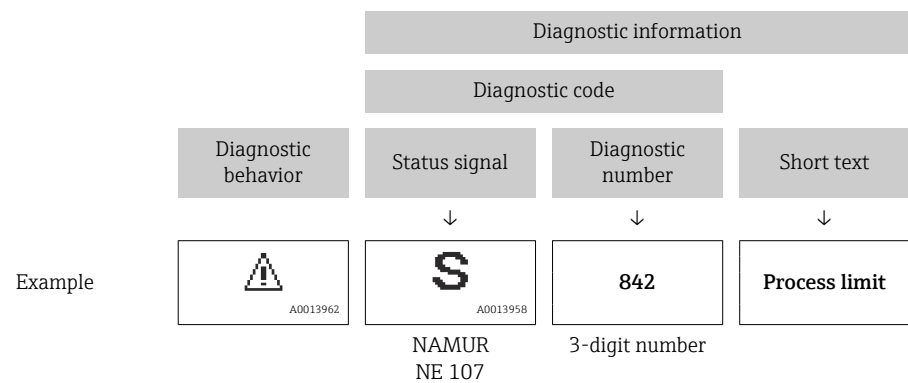 Diagnostic information
Diagnostic code
Diagnostic
behavior
Status signal
Diagnostic
number
Short text
↓
↓
↓
Example
A0013962
S
A0013958
842
Process limit
NAMUR
NE 107
3-digit number